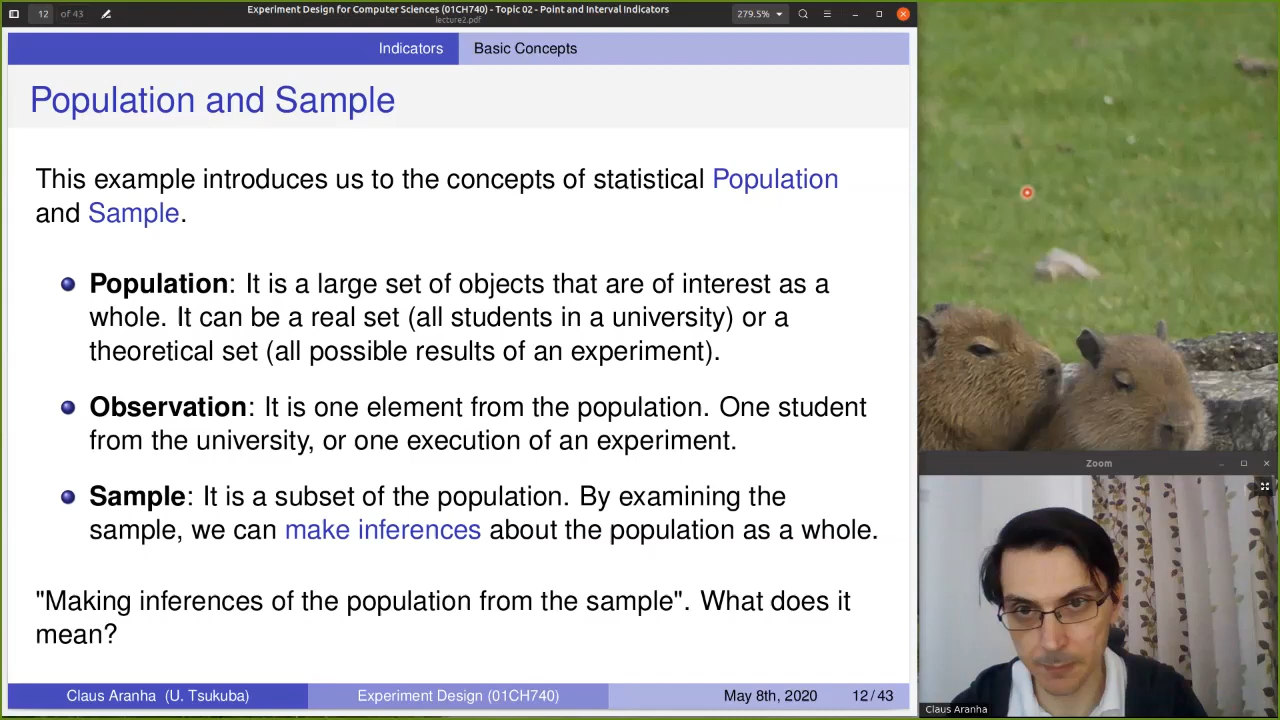 12 of 43
Experiment Design for Computer Sciences (01CH740) - Topic 02 - Point and Interval Indicators
lecture2.pdf
279.5%
Indicators Basic Concepts
Population and Sample
This example introduces us to the concepts of statistical Population
and Sample.
Population: It is a large set of objects that are of interest as a
whole. It can be a real set (all students in a university) or a
theoretical set (all possible results of an experiment).
Observation: It is one element from the population. One student
from the university, or one execution of an experiment.
Sample: It is a subset of the population. By examining the
sample, we can make inferences about the population as a whole.
"Making inferences of the population from the sample". What does it
mean?
Claus Aranha (U. Tsukuba) Experiment Design (01CH740) May 8th, 2020 12/43
Zoom
Claus Aranha